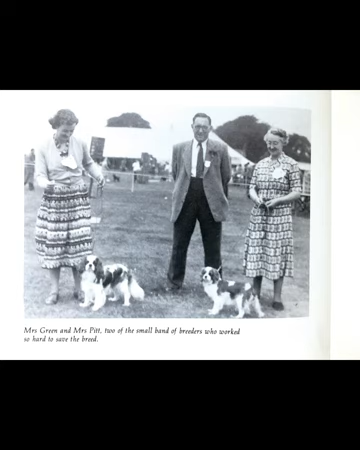 Mrs Green and Mrs Pitt, two of the small band of breeders who worked
so hard to save the breed.